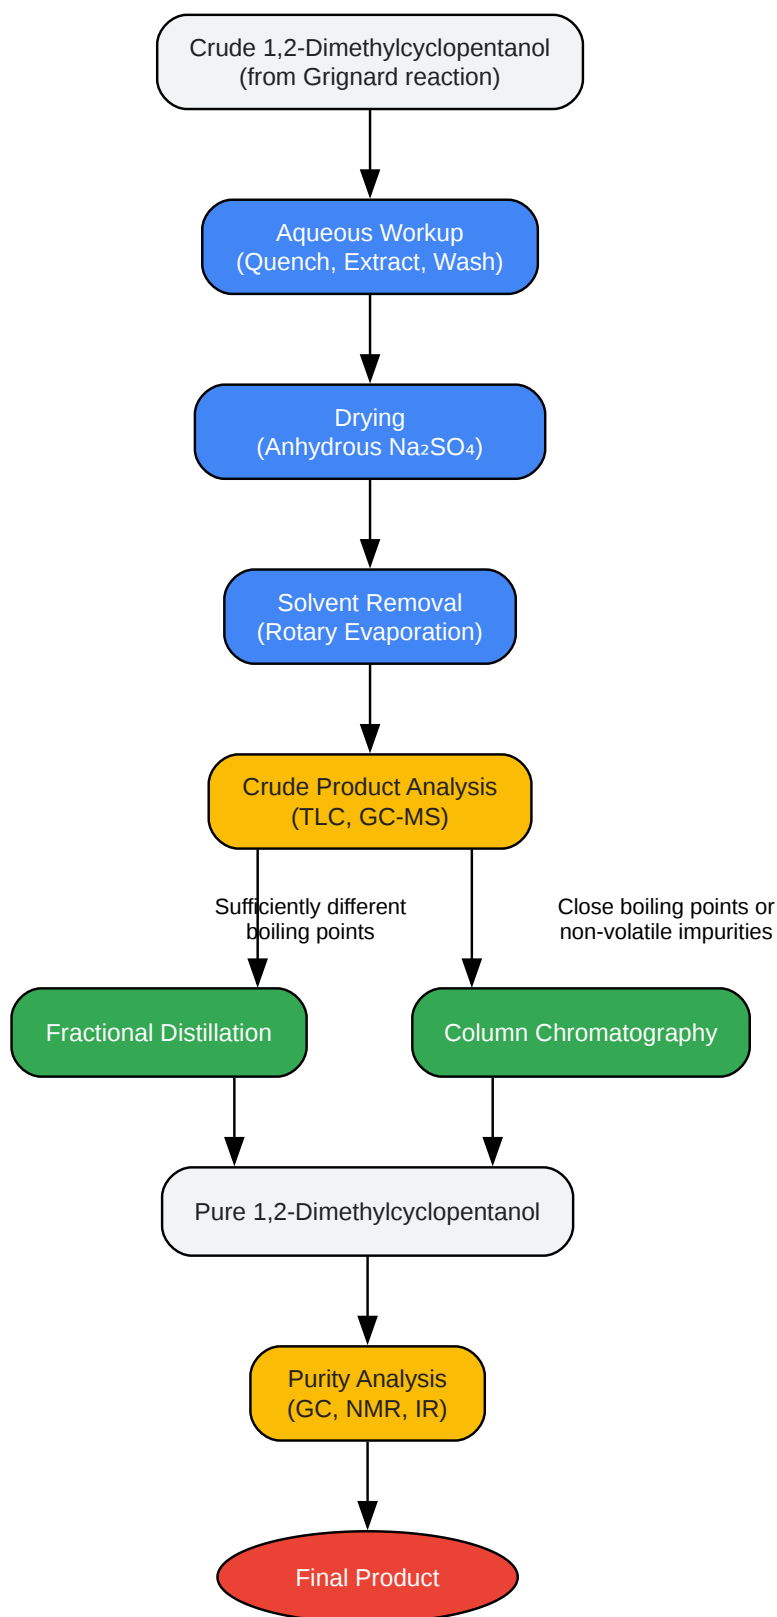 Crude 1,2-Dimethylcyclopentanol
(from Grignard reaction)
Aqueous Workup
(Quench, Extract, Wash)
Drying
(Anhydrous Na₂SO₄)
Solvent Removal
(Rotary Evaporation)
Crude Product Analysis
(TLC, GC-MS)
Sufficiently different
boiling points
Close boiling points or
non-volatile impurities
Fractional Distillation
Column Chromatography
Pure 1,2-Dimethylcyclopentanol
Purity Analysis
(GC, NMR, IR)
Final Product